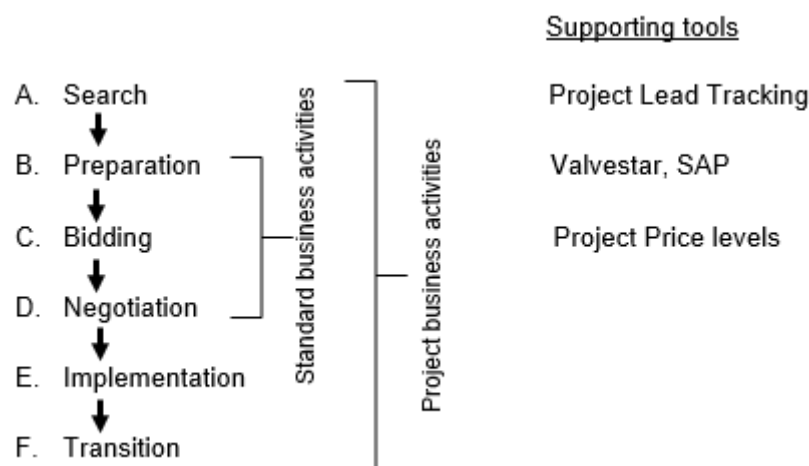 Supporting tools
A. Search
Project Lead Tracking
B. Preparation
Valvestar, SAP
C. Bidding
Project Price levels
D. Negotiation
E. Implementation
F. Transition
Standard business activities
Project business activities